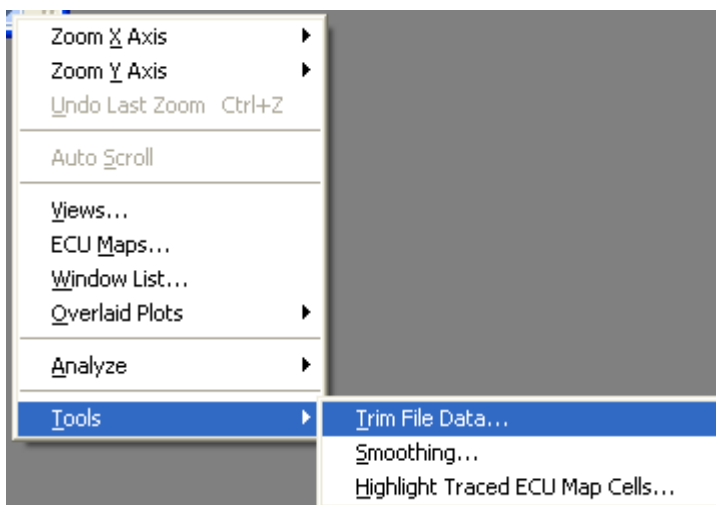 Zoom X Axis
Zoom Y Axis
Undo Last Zoom Ctrl+Z
Auto Scroll
Views...
ECU Maps...
Window List...
Overlaid Plots
Analyze
Tools
Trim File Data...
Smoothing...
Highlight Traced ECU Map Cells...